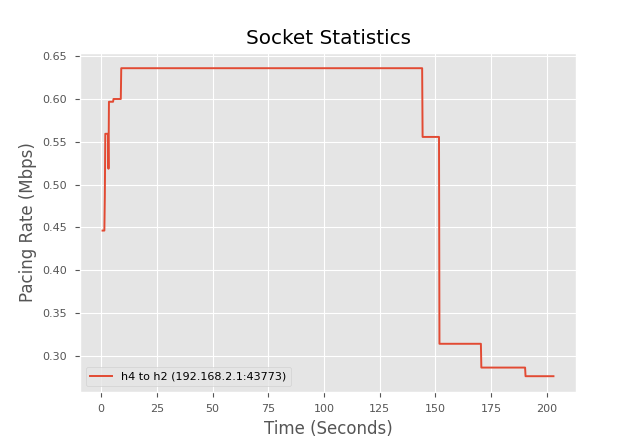 Socket Statistics
Pacing Rate (Mbps)
0.65
0.60
0.55
0.50
0.45
0.40
0.35
0.30
h4 to h2 (192.168.2.1:43773)
0 25 50 75 100 125 150 175 200
Time (Seconds)